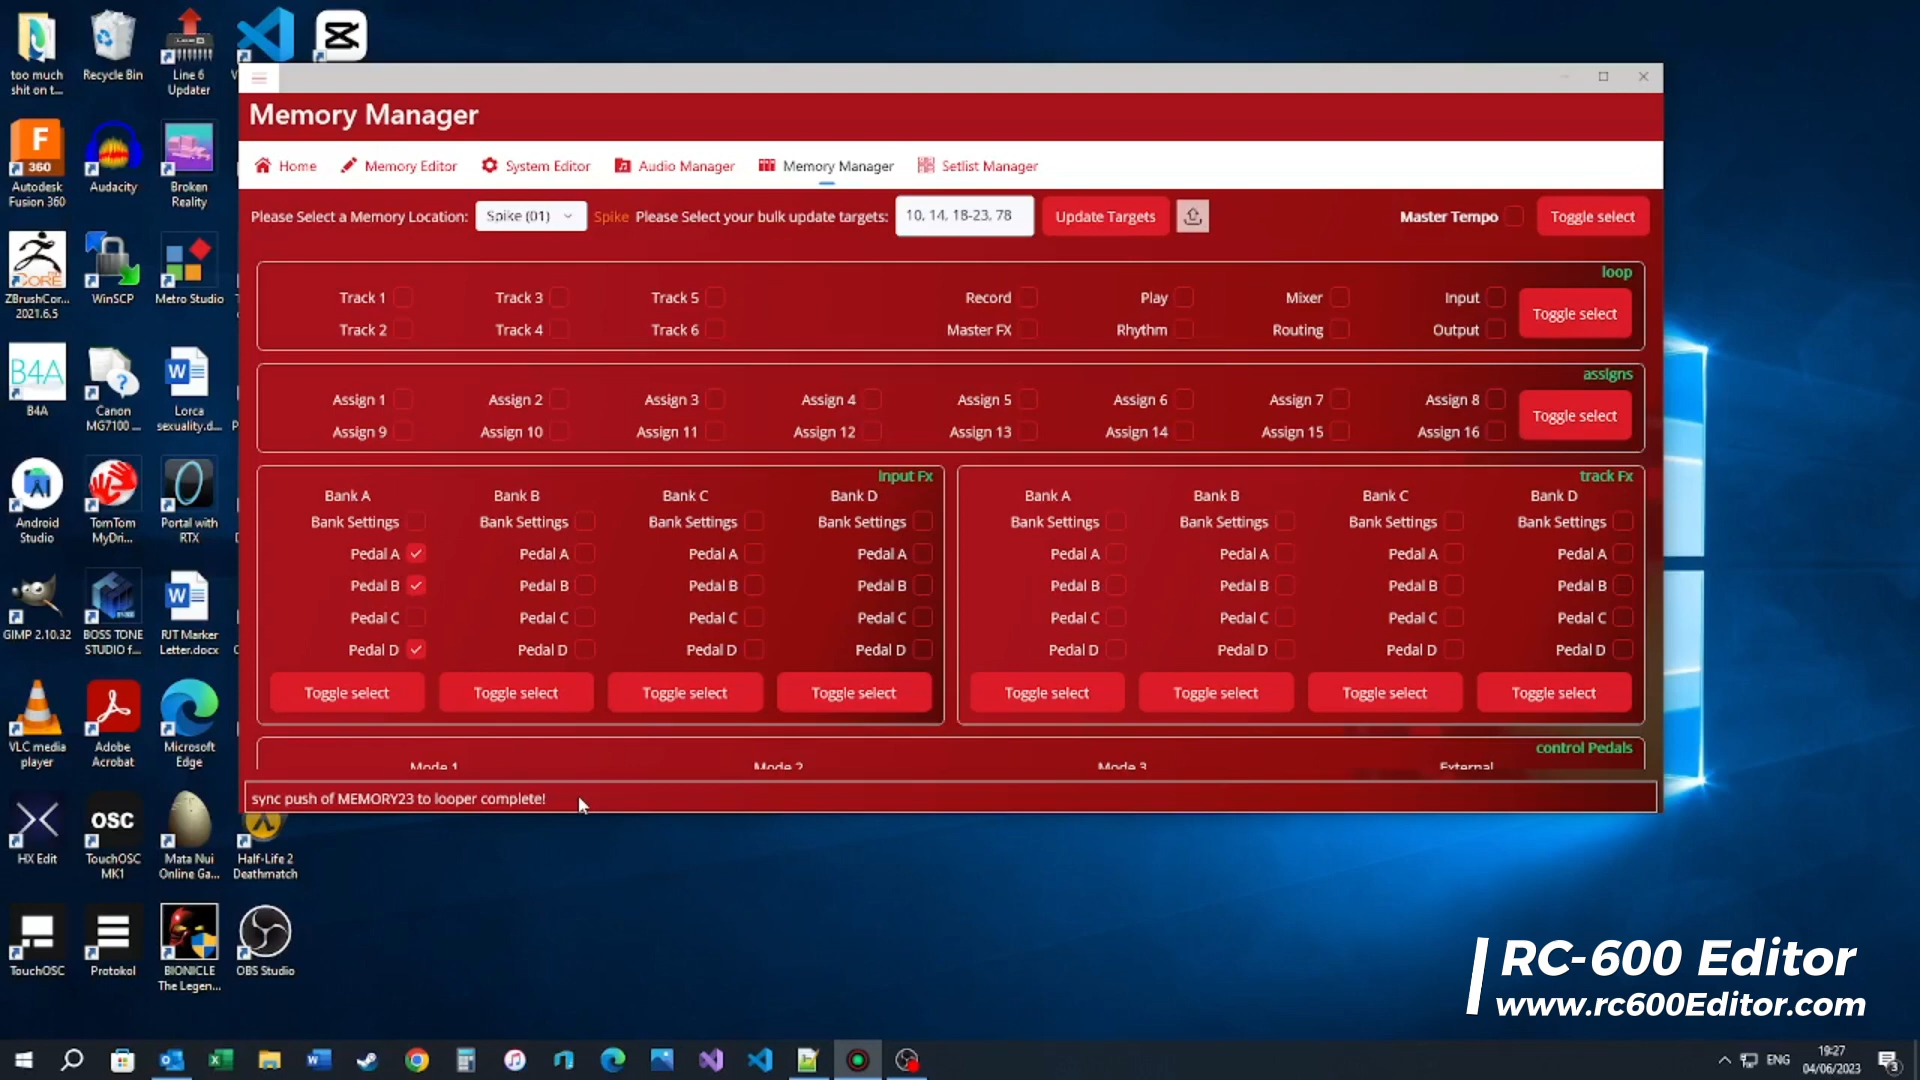 too much
shit on t...
Recycle Bin
Line 6
Updater
Autodesk
Fusion 360
Audacity
Broken
Reality
ZBrushCor...
2021.6.5
WinSCP
Metro Studio
B4A
B4A
Canon
MG7100 ...
Lorca
sexuality.d...
Android
Studio
TomTom
MyDri...
Portal with
RTX
GIMP 2.10.32
BOSS TONE
STUDIO f...
RJT Marker
Letter.docx
VLC media
player
Adobe
Acrobat
Microsoft
Edge
HX Edit
OSC
TouchOSC
MK1
Mata Nui
Online Ga...
Half-Life 2
Deathmatch
TouchOSC
Protokol
BIONICLE
The Legen...
OBS Studio
Memory Manager
Home
Memory Editor
System Editor
Audio Manager
Memory Manager
Setlist Manager
Please Select a Memory Location: Spike (01) Spike Please Select your bulk update targets: 10, 14, 18-23, 78 Update Targets Master Tempo Toggle select
loop
Track 1 Track 3 Track 5 Record Play Mixer Input
Track 2 Track 4 Track 6 Master FX Rhythm Routing Output
Toggle select
assigns
Assign 1 Assign 2 Assign 3 Assign 4 Assign 5 Assign 6 Assign 7 Assign 8
Assign 9 Assign 10 Assign 11 Assign 12 Assign 13 Assign 14 Assign 15 Assign 16
Toggle select
input Fx
Bank A Bank B Bank C Bank D
Bank Settings Bank Settings Bank Settings Bank Settings
Pedal A Pedal A Pedal A Pedal A
Pedal B Pedal B Pedal B Pedal B
Pedal C Pedal C Pedal C Pedal C
Pedal D Pedal D Pedal D Pedal D
Toggle select Toggle select Toggle select Toggle select
track Fx
Bank A Bank B Bank C Bank D
Bank Settings Bank Settings Bank Settings Bank Settings
Pedal A Pedal A Pedal A Pedal A
Pedal B Pedal B Pedal B Pedal B
Pedal C Pedal C Pedal C Pedal C
Pedal D Pedal D Pedal D Pedal D
Toggle select Toggle select Toggle select Toggle select
control Pedals
Mode 1 Mode 2 Mode 3 External
sync push of MEMORY23 to looper complete!
RC-600 Editor
www.rc600Editor.com
ENG
19:27
04/06/2023
3